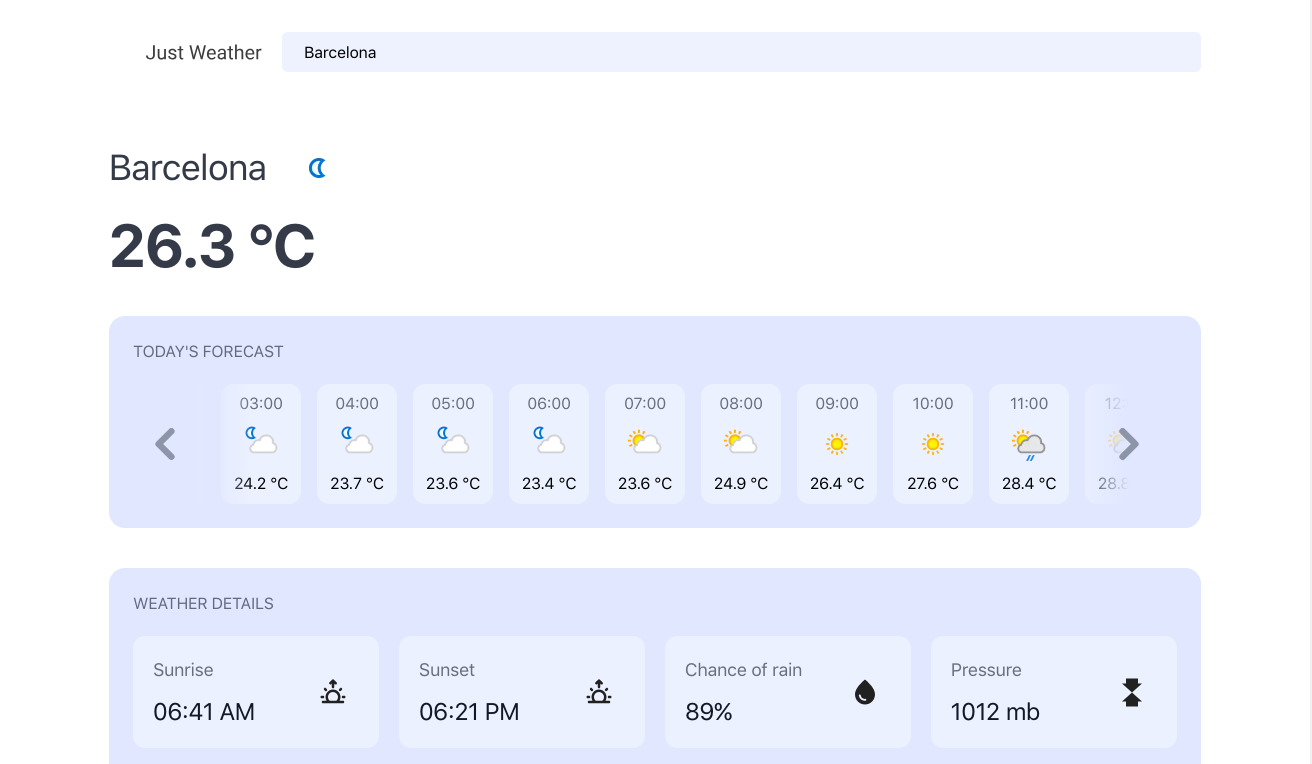 Just Weather
Barcelona
Barcelona
26.3 °C
TODAY'S FORECAST
03:00 04:00 05:00 06:00 07:00 08:00 09:00 10:00 11:00 12:
24.2 °C 23.7 °C 23.6 °C 23.4 °C 23.6 °C 24.9 °C 26.4 °C 27.6 °C 28.4 °C 28.8
WEATHER DETAILS
Sunrise Sunset Chance of rain Pressure
06:41 AM 06:21 PM 89% 1012 mb